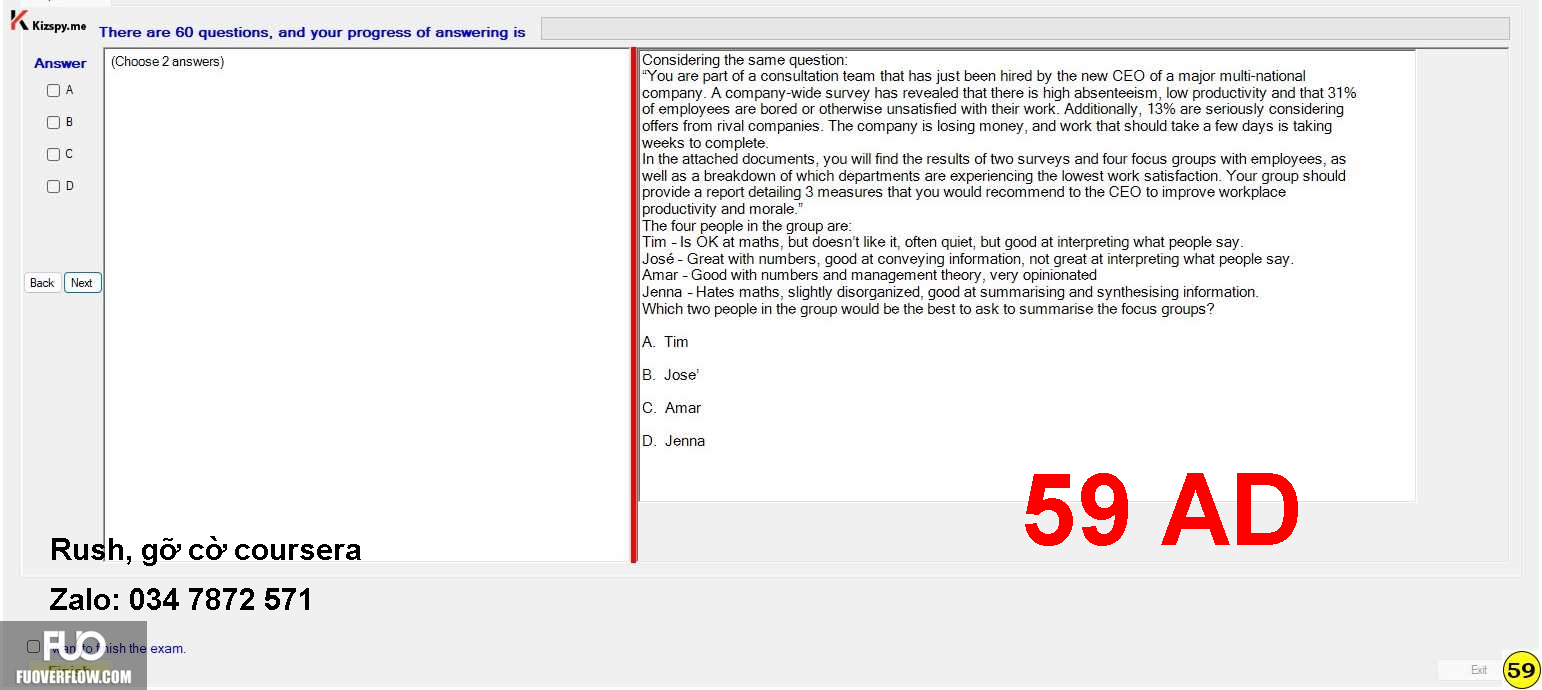 Kizspy.me
There are 60 questions, and your progress of answering is
Answer
A
B
C
D
Back Next
(Choose 2 answers)
Considering the same question:
“You are part of a consultation team that has just been hired by the new CEO of a major multi-national
company. A company-wide survey has revealed that there is high absenteeism, low productivity and that 31%
of employees are bored or otherwise unsatisfied with their work. Additionally, 13% are seriously considering
offers from rival companies. The company is losing money, and work that should take a few days is taking
weeks to complete.
In the attached documents, you will find the results of two surveys and four focus groups with employees, as
well as a breakdown of which departments are experiencing the lowest work satisfaction. Your group should
provide a report detailing 3 measures that you would recommend to the CEO to improve workplace
productivity and morale.”
The four people in the group are:
Tim - Is OK at maths, but doesn’t like it, often quiet, but good at interpreting what people say.
José - Great with numbers, good at conveying information, not great at interpreting what people say.
Amar - Good with numbers and management theory, very opinionated
Jenna - Hates maths, slightly disorganized, good at summarising and synthesising information.
Which two people in the group would be the best to ask to summarise the focus groups?
A. Tim
B. Jose’
C. Amar
D. Jenna
59 AD
Rush, gỡ cờ coursera
Zalo: 034 7872 571
FUO
to finish the exam.
Finish
FUOVERFLOW.COM
Exit
59